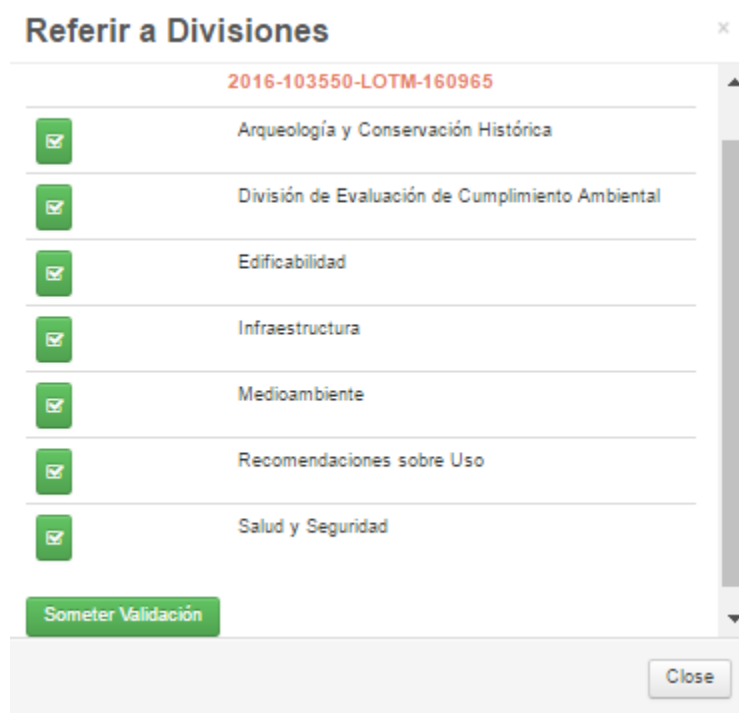 Referir a Divisiones
×
2016-103550-LOTM-160965
Arqueología y Conservación Histórica
División de Evaluación de Cumplimiento Ambiental
Edificabilidad
Infraestructura
Medioambiente
Recomendaciones sobre Uso
Salud y Seguridad
Someter Validación
Close